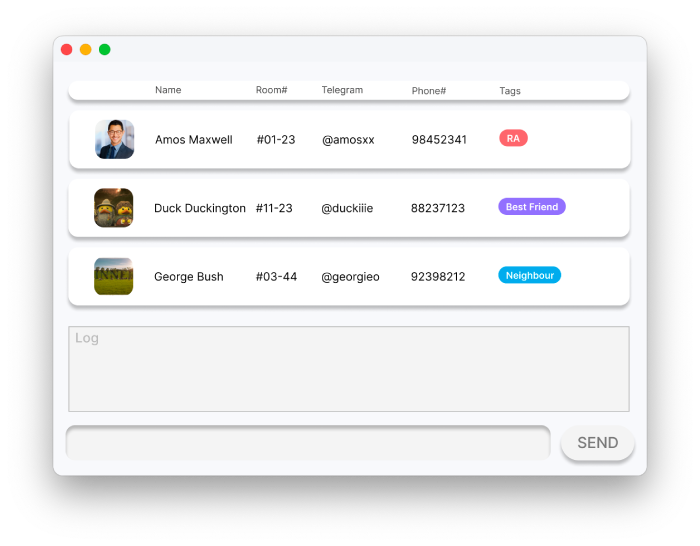 Name Room# Telegram Phone# Tags
Amos Maxwell #01-23 @amosxx 98452341 RA
Duck Duckington #11-23 @duckiiie 88237123 Best Friend
George Bush #03-44 @georgieo 92398212 Neighbour
Log
SEND